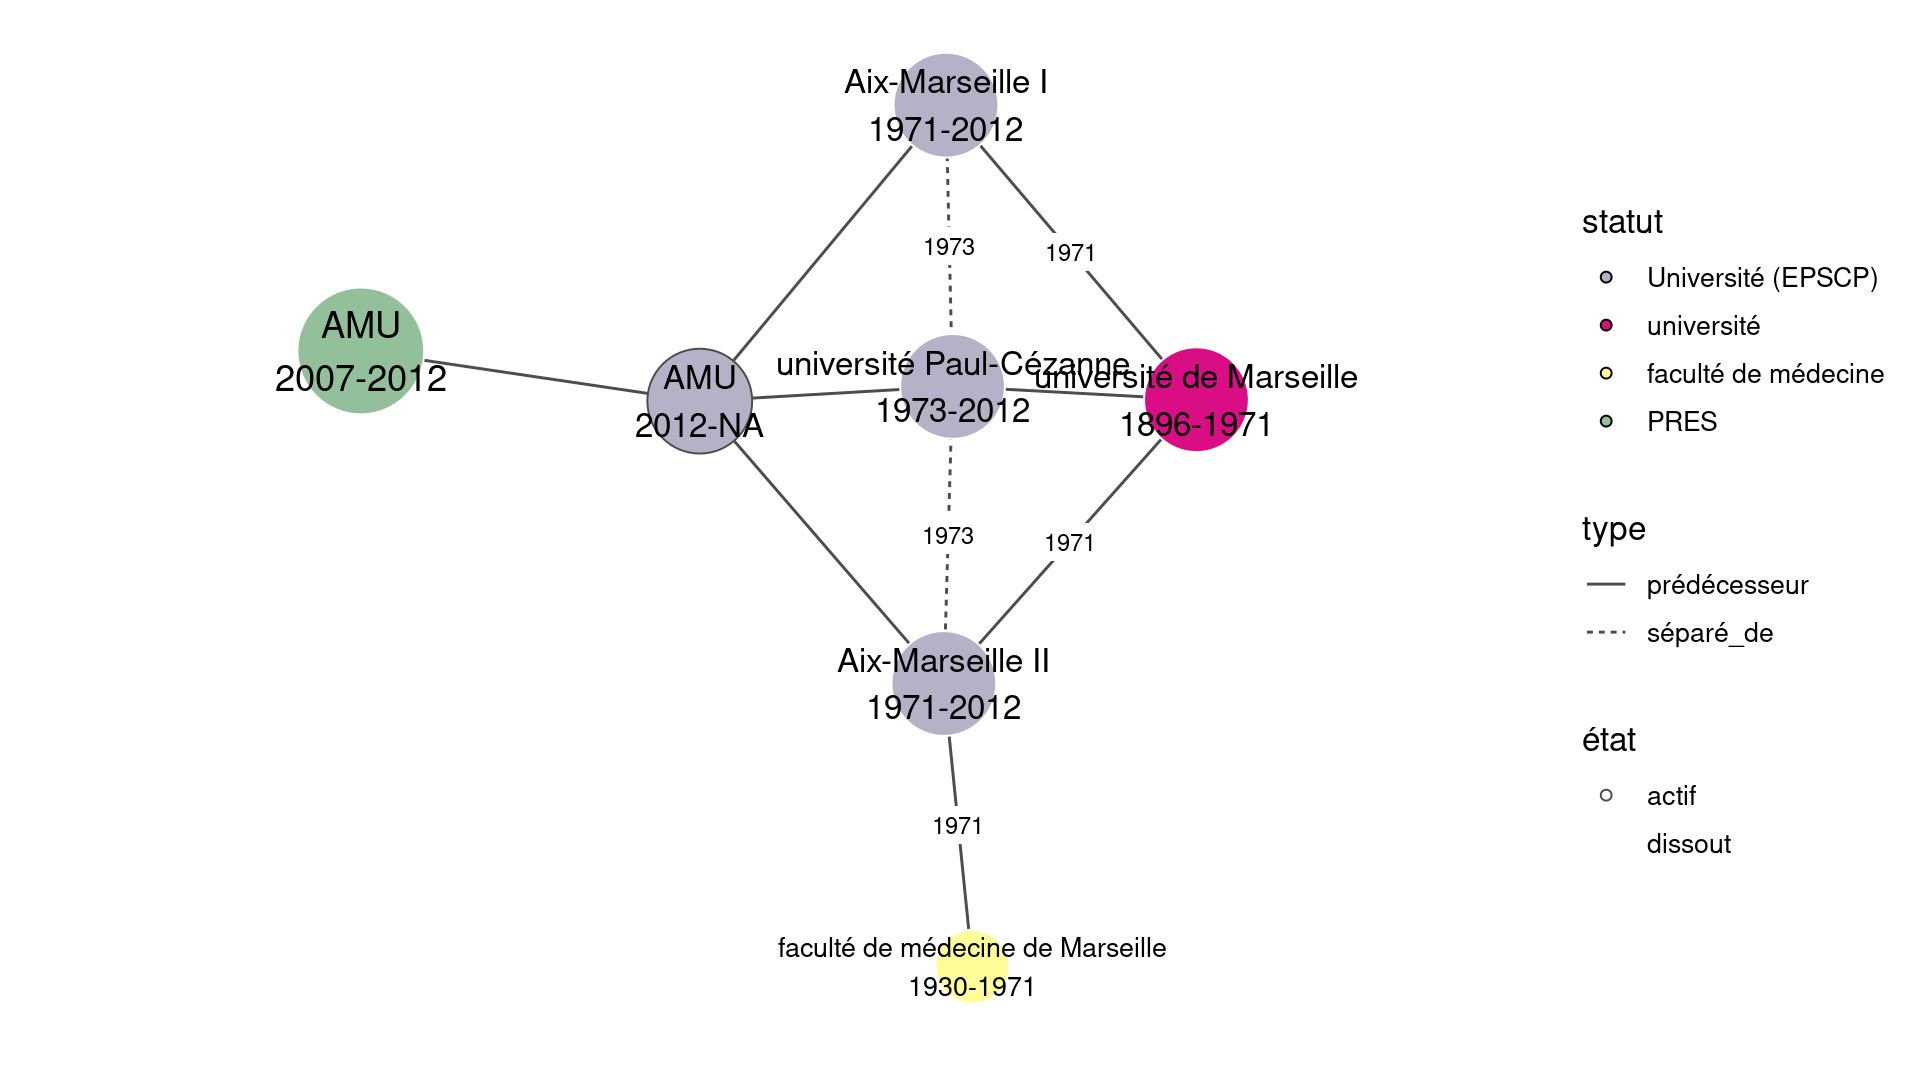 Aix-Marseille I
1971-2012
1973
1971
AMU
2007-2012
AMU
2012-NA
université Paul-Cézanne
1973-2012
université de Marseille
1896-1971
1973
1971
Aix-Marseille II
1971-2012
1971
faculté de médecine de Marseille
1930-1971
statut
Université (EPSCP)
université
faculté de médecine
PRES
type
prédécesseur
séparé_de
état
actif
dissout